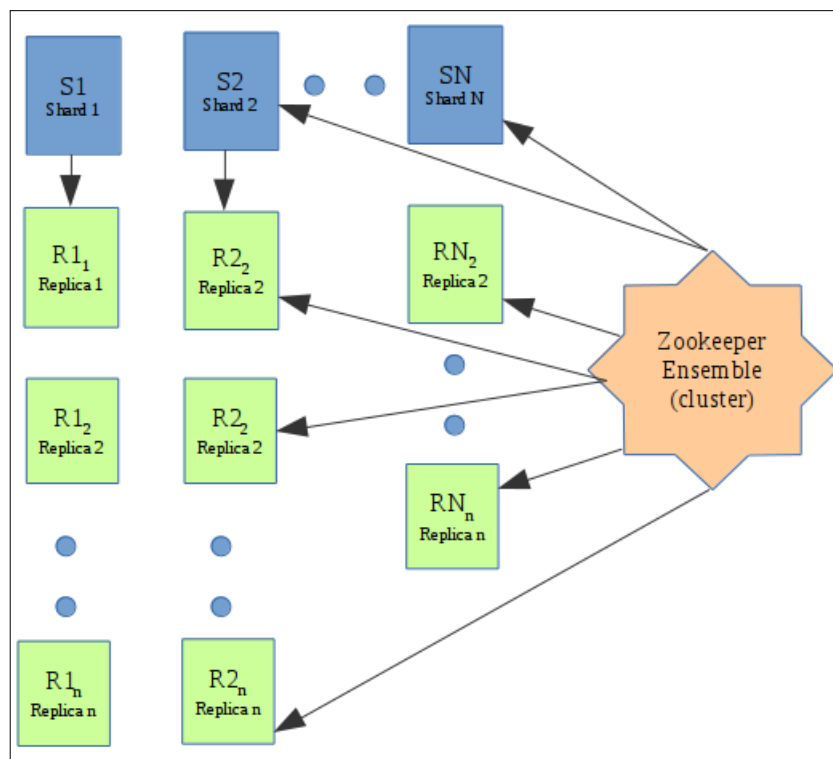 S1
Shard 1
S2
Shard 2
SN
Shard N
R1₁
Replica 1
R2₂
Replica 2
RN₂
Replica 2
Zookeeper
Ensemble
(cluster)
R1₂
Replica 2
R2₂
Replica 2
RNₙ
Replica n
R1ₙ
Replica n
R2ₙ
Replica n